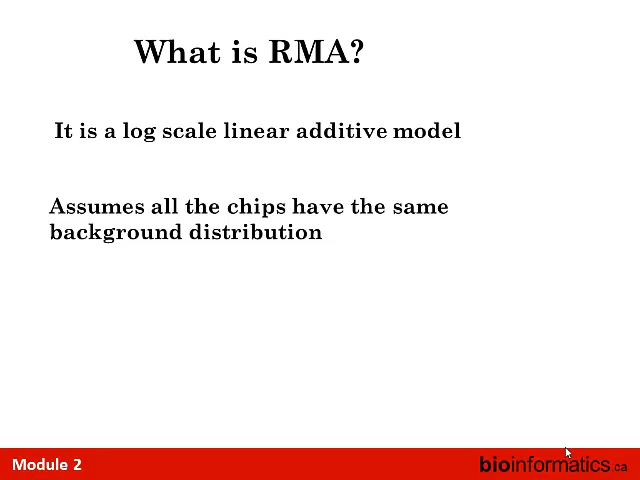 What is RMA?
It is a log scale linear additive model
Assumes all the chips have the same
background distribution
Module 2
bioinformatics.ca